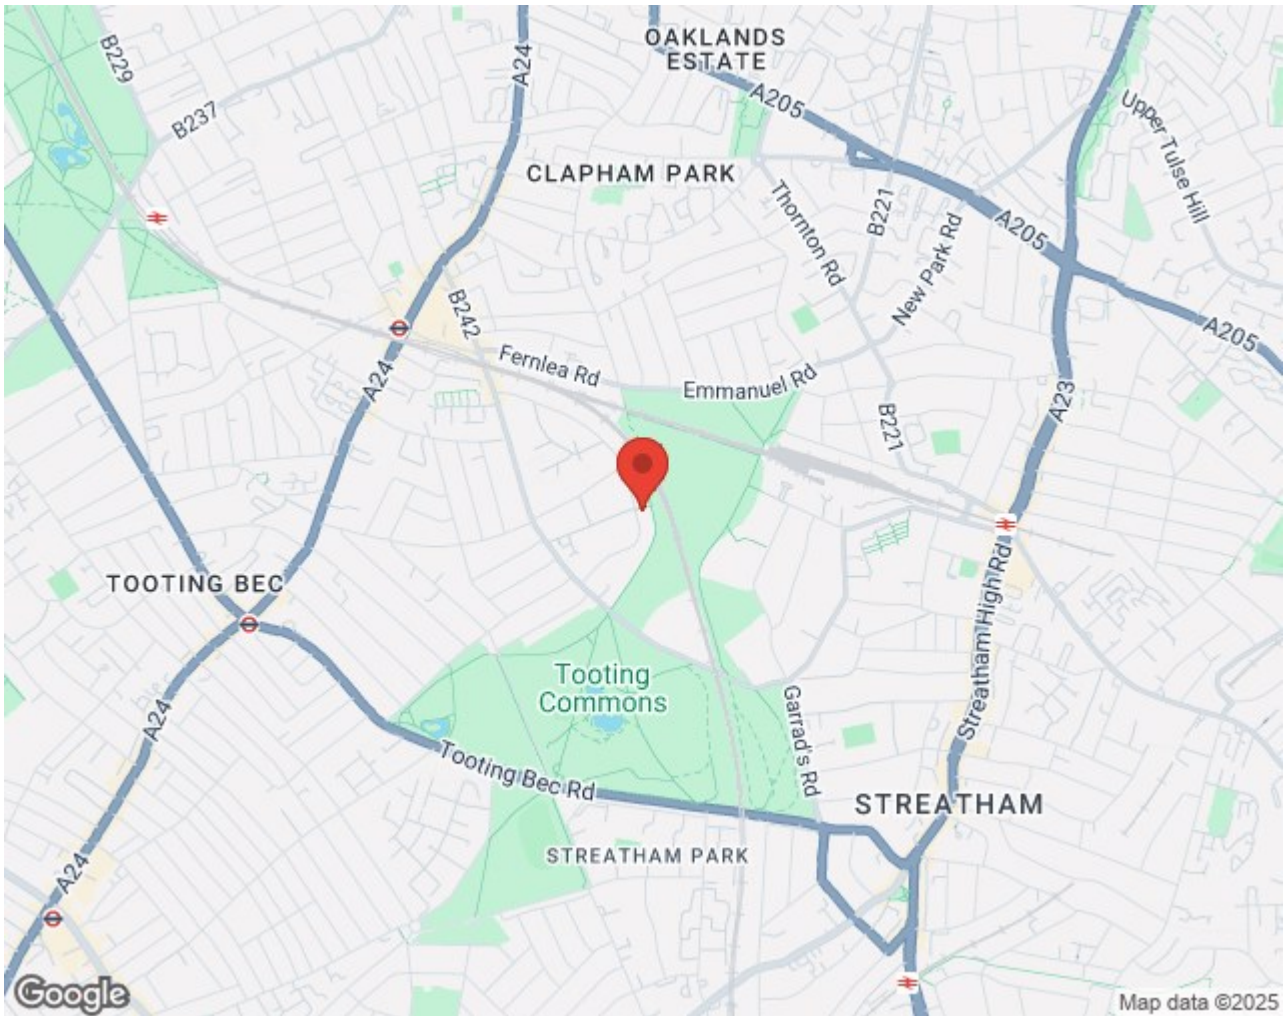 OAKLANDS
ESTATE
B229
A24
B237
A205
Upper Tulse Hill
CLAPHAM PARK
Thornton Rd
B221
New Park Rd
A205
B242
A205
Fernlea Rd
A24
Emmanuel Rd
A23
B221
TOOTING BEC
Streatham High Rd
Tooting
Commons
A24
Garrad's Rd
Tooting Bec Rd
STREATHAM
STREATHAM PARK
A24
Google
Map data ©2025